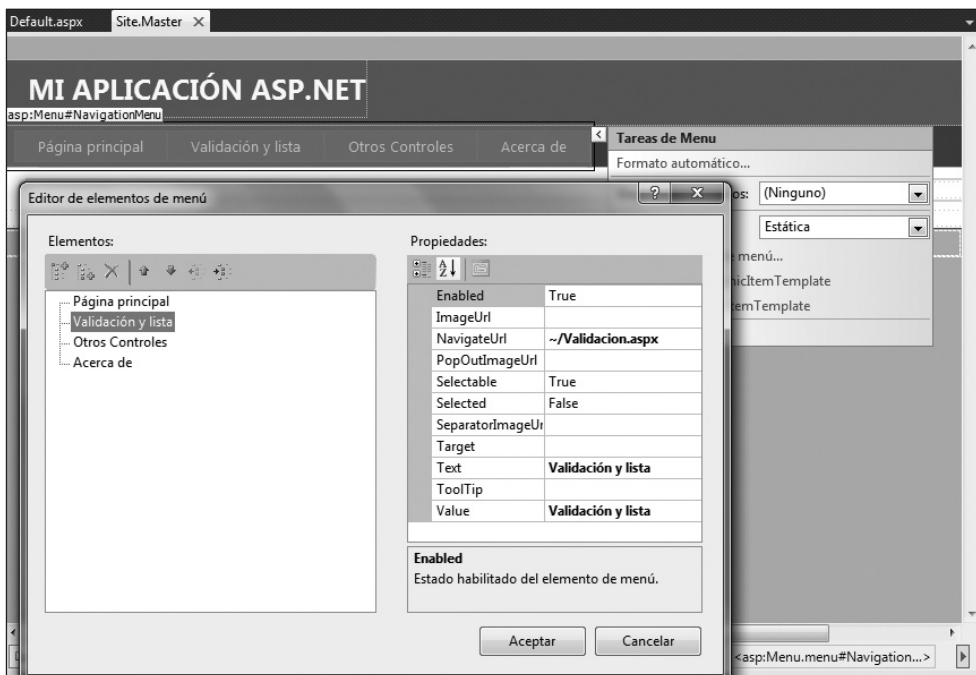 Default.aspx
Site.Master
MI APLICACIÓN ASP.NET
asp:Menu#NavigationMenu
Página principal
Validación y lista
Otros Controles
Acerca de
Tareas de Menu
Formato automático...
os:
(Ninguno)
Estática
menú...
nicItemTemplate
temTemplate
Editor de elementos de menú
Elementos:
Página principal
Validación y lista
Otros Controles
Acerca de
Propiedades:
Enabled True
ImageUrl
NavigateUrl ~/Validacion.aspx
PopOutImageUrl
Selectable True
Selected False
SeparatorImageUr
Target
Text Validación y lista
ToolTip
Value Validación y lista
Enabled
Estado habilitado del elemento de menú.
Aceptar
Cancelar
<asp:Menu.menu#Navigation...>